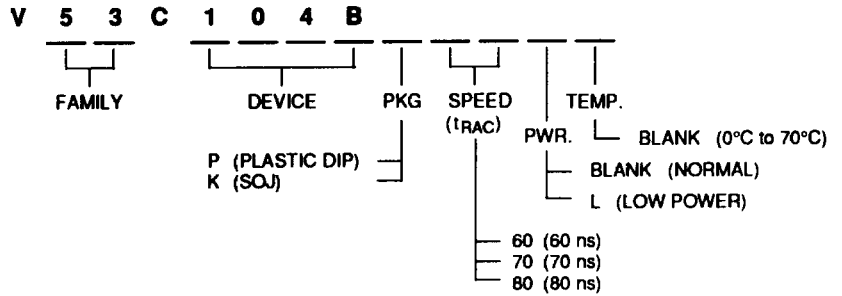 V 5 3 C 1 0 4 B
FAMILY DEVICE PKG SPEED TEMP.
(tRAC)
PWR.
BLANK (0°C to 70°C)
P (PLASTIC DIP)
K (SOJ)
BLANK (NORMAL)
L (LOW POWER)
60 (60 ns)
70 (70 ns)
80 (80 ns)